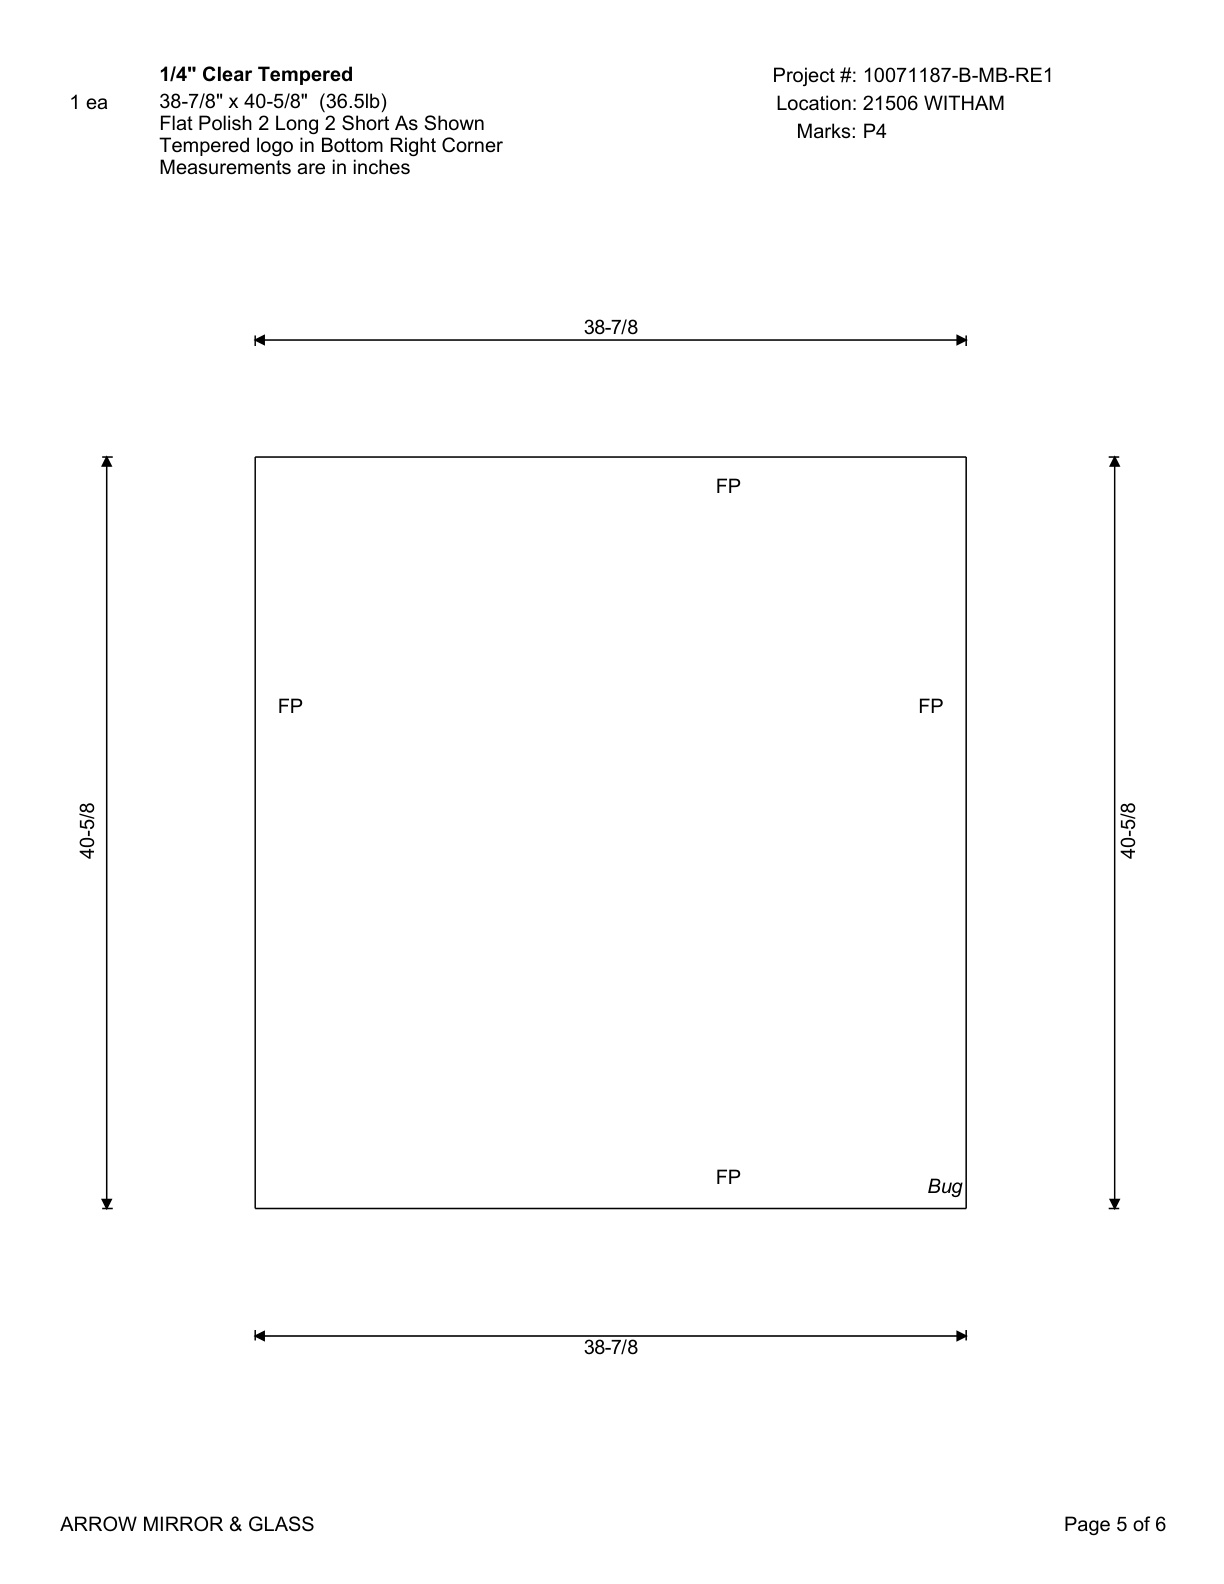 1/4" Clear Tempered
1 ea
38-7/8" x 40-5/8"  (36.5lb)
Flat Polish 2 Long 2 Short As Shown
Tempered logo in Bottom Right Corner
Measurements are in inches
Project #: 10071187-B-MB-RE1
Location: 21506 WITHAM
Marks: P4
38-7/8
FP
FP
FP
40-5/8
40-5/8
FP
Bug
38-7/8
ARROW MIRROR & GLASS
Page 5 of 6